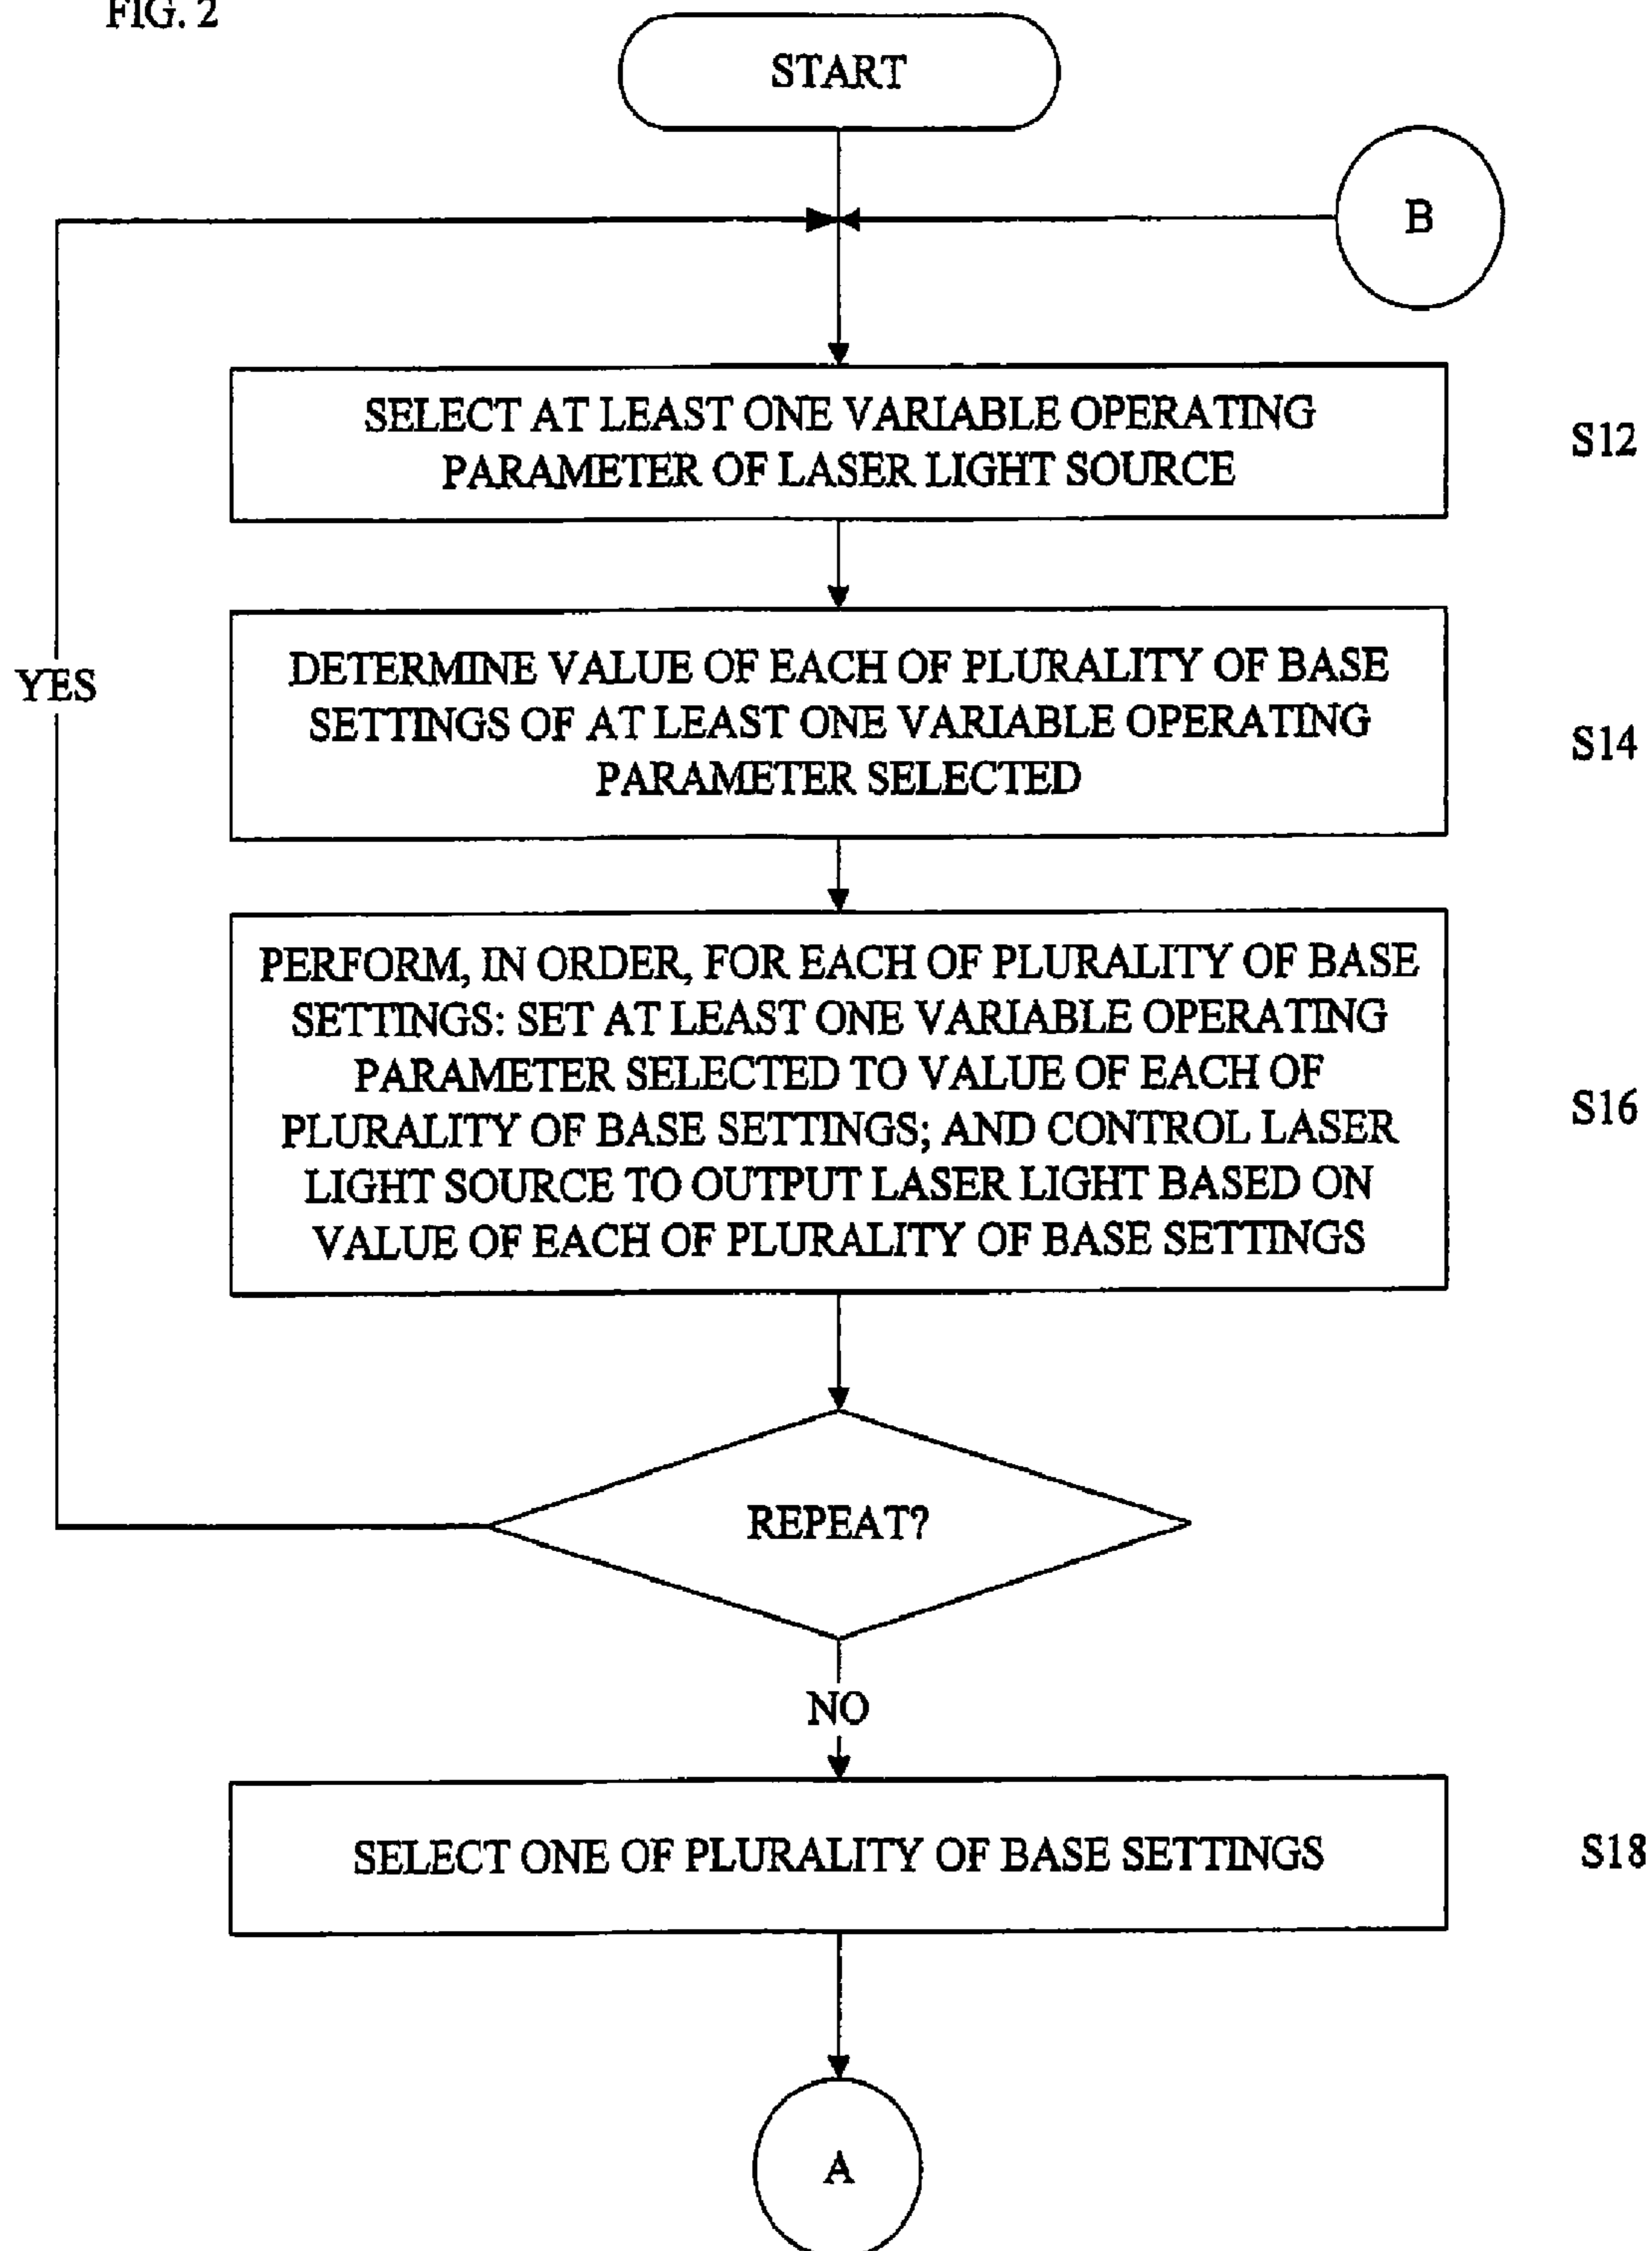 FIG. 2
START
B
SELECT AT LEAST ONE VARIABLE OPERATING
PARAMETER OF LASER LIGHT SOURCE
S12
DETERMINE VALUE OF EACH OF PLURALITY OF BASE
SETTINGS OF AT LEAST ONE VARIABLE OPERATING
PARAMETER SELECTED
S14
YES
PERFORM, IN ORDER, FOR EACH OF PLURALITY OF BASE
SETTINGS: SET AT LEAST ONE VARIABLE OPERATING
PARAMETER SELECTED TO VALUE OF EACH OF
PLURALITY OF BASE SETTINGS; AND CONTROL LASER
LIGHT SOURCE TO OUTPUT LASER LIGHT BASED ON
VALUE OF EACH OF PLURALITY OF BASE SETTINGS
S16
REPEAT?
NO
SELECT ONE OF PLURALITY OF BASE SETTINGS
S18
A